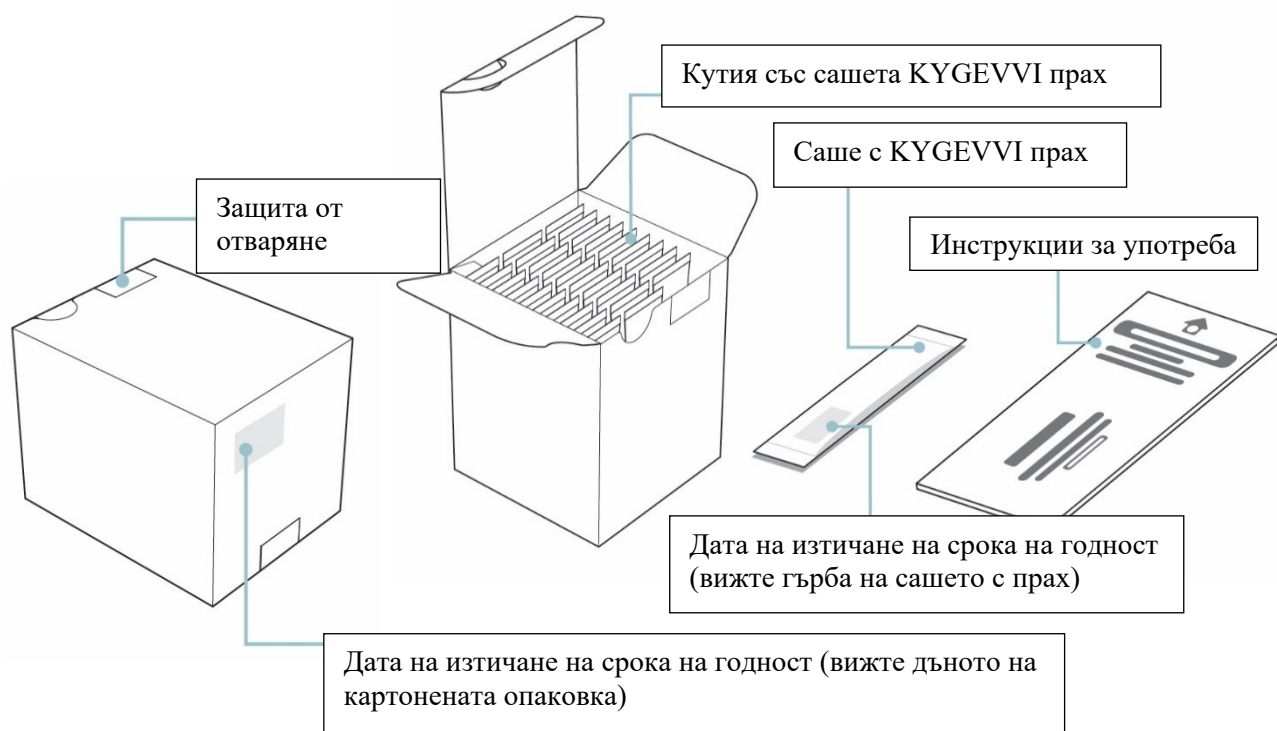 Кутия със сашета KYGEVVI прах
Саше с KYGEVVI прах
Защита от
отваряне
Инструкции за употреба
Дата на изтичане на срока на годност
(вижте гърба на сашето с прах)
Дата на изтичане на срока на годност (вижте дъното на
картонената опаковка)